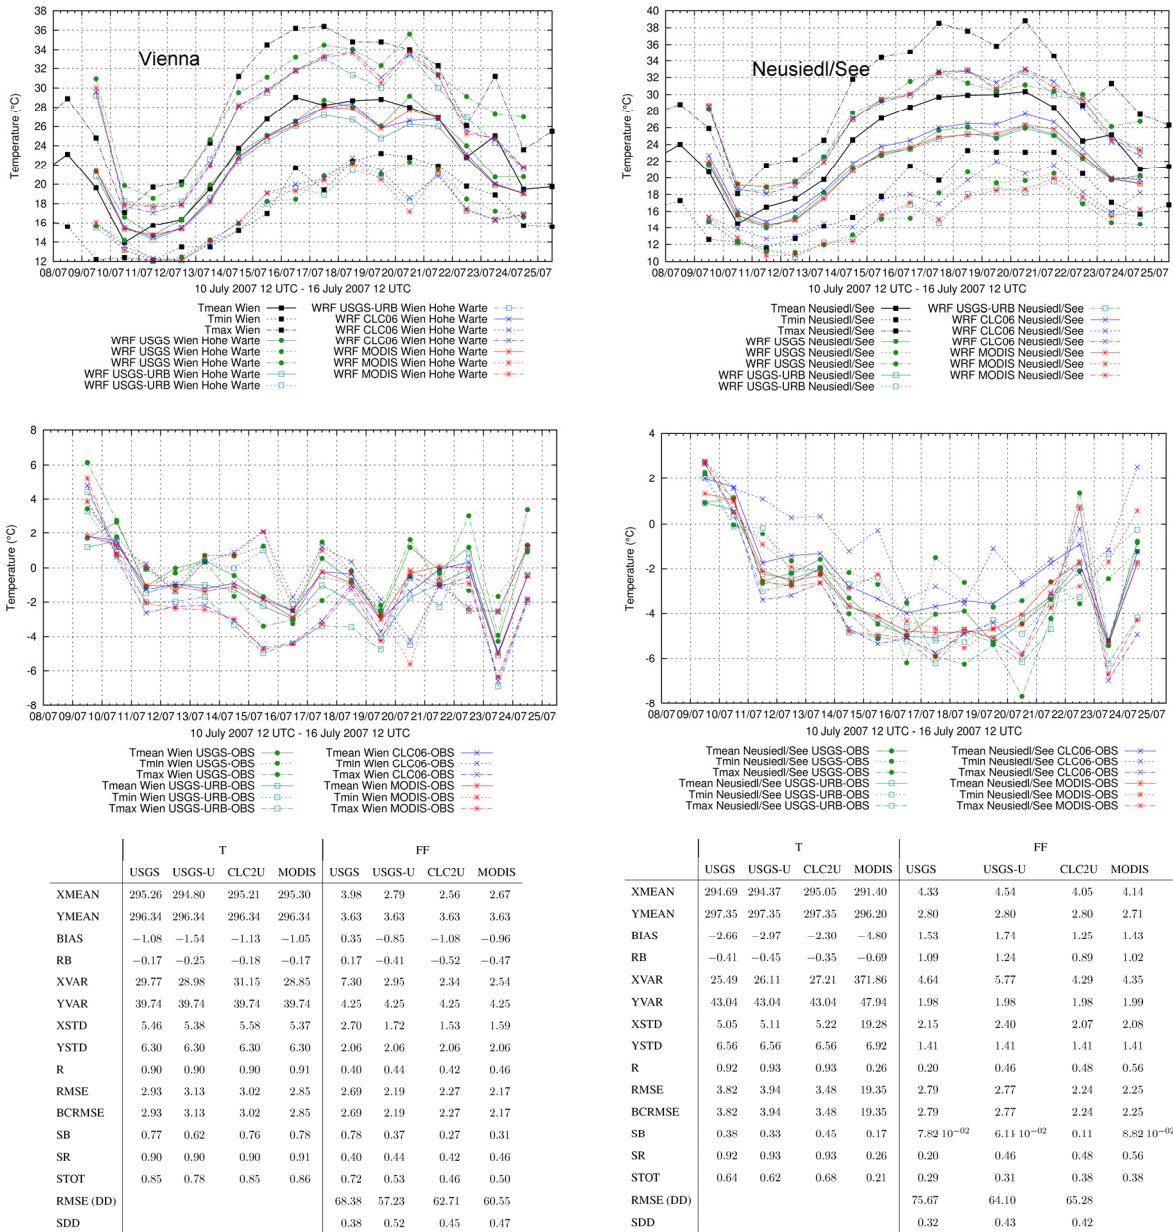 Vienna
Temperature (°C)
38
36
34
32
30
28
26
24
22
20
18
16
14
12
08/07 09/07 10/07 11/07 12/07 13/07 14/07 15/07 16/07 17/07 18/07 19/07 20/07 21/07 22/07 23/07 24/07 25/07
10 July 2007 12 UTC - 16 July 2007 12 UTC
Tmean Wien
Tmin Wien
Tmax Wien
WRF USGS Wien Hohe Warte
WRF USGS Wien Hohe Warte
WRF USGS Wien Hohe Warte
WRF USGS-URB Wien Hohe Warte
WRF USGS-URB Wien Hohe Warte
WRF USGS-URB Wien Hohe Warte
WRF CLC06 Wien Hohe Warte
WRF CLC06 Wien Hohe Warte
WRF CLC06 Wien Hohe Warte
WRF MODIS Wien Hohe Warte
WRF MODIS Wien Hohe Warte
WRF MODIS Wien Hohe Warte
Neusiedl/See
Temperature (°C)
40
38
36
34
32
30
28
26
24
22
20
18
16
14
12
10
08/07 09/07 10/07 11/07 12/07 13/07 14/07 15/07 16/07 17/07 18/07 19/07 20/07 21/07 22/07 23/07 24/07 25/07
10 July 2007 12 UTC - 16 July 2007 12 UTC
Tmean Neusiedl/See
Tmin Neusiedl/See
Tmax Neusiedl/See
WRF USGS Neusiedl/See
WRF USGS Neusiedl/See
WRF USGS Neusiedl/See
WRF USGS-URB Neusiedl/See
WRF USGS-URB Neusiedl/See
WRF USGS-URB Neusiedl/See
WRF CLC06 Neusiedl/See
WRF CLC06 Neusiedl/See
WRF CLC06 Neusiedl/See
WRF MODIS Neusiedl/See
WRF MODIS Neusiedl/See
WRF MODIS Neusiedl/See
Temperature (°C)
8
6
4
2
0
-2
-4
-6
-8
08/07 09/07 10/07 11/07 12/07 13/07 14/07 15/07 16/07 17/07 18/07 19/07 20/07 21/07 22/07 23/07 24/07 25/07
10 July 2007 12 UTC - 16 July 2007 12 UTC
Tmean Wien USGS-OBS
Tmin Wien USGS-OBS
Tmax Wien USGS-OBS
Tmean Wien USGS-URB-OBS
Tmin Wien USGS-URB-OBS
Tmax Wien USGS-URB-OBS
Tmean Wien CLC06-OBS
Tmin Wien CLC06-OBS
Tmax Wien CLC06-OBS
Tmean Wien MODIS-OBS
Tmin Wien MODIS-OBS
Tmax Wien MODIS-OBS
Temperature (°C)
4
2
0
-2
-4
-6
-8
08/07 09/07 10/07 11/07 12/07 13/07 14/07 15/07 16/07 17/07 18/07 19/07 20/07 21/07 22/07 23/07 24/07 25/07
10 July 2007 12 UTC - 16 July 2007 12 UTC
Tmean Neusiedl/See USGS-OBS
Tmin Neusiedl/See USGS-OBS
Tmax Neusiedl/See USGS-OBS
Tmean Neusiedl/See USGS-URB-OBS
Tmin Neusiedl/See USGS-URB-OBS
Tmax Neusiedl/See USGS-URB-OBS
Tmean Neusiedl/See CLC06-OBS
Tmin Neusiedl/See CLC06-OBS
Tmax Neusiedl/See CLC06-OBS
Tmean Neusiedl/See MODIS-OBS
Tmin Neusiedl/See MODIS-OBS
Tmax Neusiedl/See MODIS-OBS
T FF
USGS USGS-U CLC2U MODIS USGS USGS-U CLC2U MODIS
XMEAN 295.26 294.80 295.21 295.30 3.98 2.79 2.56 2.67
YMEAN 296.34 296.34 296.34 296.34 3.63 3.63 3.63 3.63
BIAS −1.08 −1.54 −1.13 −1.05 0.35 −0.85 −1.08 −0.96
RB −0.17 −0.25 −0.18 −0.17 0.17 −0.41 −0.52 −0.47
XVAR 29.77 28.98 31.15 28.85 7.30 2.95 2.34 2.54
YVAR 39.74 39.74 39.74 39.74 4.25 4.25 4.25 4.25
XSTD 5.46 5.38 5.58 5.37 2.70 1.72 1.53 1.59
YSTD 6.30 6.30 6.30 6.30 2.06 2.06 2.06 2.06
R 0.90 0.90 0.90 0.91 0.40 0.44 0.42 0.46
RMSE 2.93 3.13 3.02 2.85 2.69 2.19 2.27 2.17
BCRMSE 2.93 3.13 3.02 2.85 2.69 2.19 2.27 2.17
SB 0.77 0.62 0.76 0.78 0.78 0.37 0.27 0.31
SR 0.90 0.90 0.90 0.91 0.40 0.44 0.42 0.46
STOT 0.85 0.78 0.85 0.86 0.72 0.53 0.46 0.50
RMSE (DD) 68.38 57.23 62.71 60.55
SDD 0.38 0.52 0.45 0.47
T FF
USGS USGS-U CLC2U MODIS USGS USGS-U CLC2U MODIS
XMEAN 294.69 294.37 295.05 291.40 4.33 4.54 4.05 4.14
YMEAN 297.35 297.35 297.35 296.20 2.80 2.80 2.80 2.71
BIAS −2.66 −2.97 −2.30 −4.80 1.53 1.74 1.25 1.43
RB −0.41 −0.45 −0.35 −0.69 1.09 1.24 0.89 1.02
XVAR 25.49 26.11 27.21 371.86 4.64 5.77 4.29 4.35
YVAR 43.04 43.04 43.04 47.94 1.98 1.98 1.98 1.99
XSTD 5.05 5.11 5.22 19.28 2.15 2.40 2.07 2.08
YSTD 6.56 6.56 6.56 6.92 1.41 1.41 1.41 1.41
R 0.92 0.93 0.93 0.26 0.20 0.46 0.48 0.56
RMSE 3.82 3.94 3.48 19.35 2.79 2.77 2.24 2.25
BCRMSE 3.82 3.94 3.48 19.35 2.79 2.77 2.24 2.25
SB 0.38 0.33 0.45 0.17 7.82 10−02 6.11 10−02 0.11 8.82 10−02
SR 0.92 0.93 0.93 0.26 0.20 0.46 0.48 0.56
STOT 0.64 0.62 0.68 0.21 0.29 0.31 0.38 0.38
RMSE (DD) 75.67 64.10 65.28
SDD 0.32 0.43 0.42